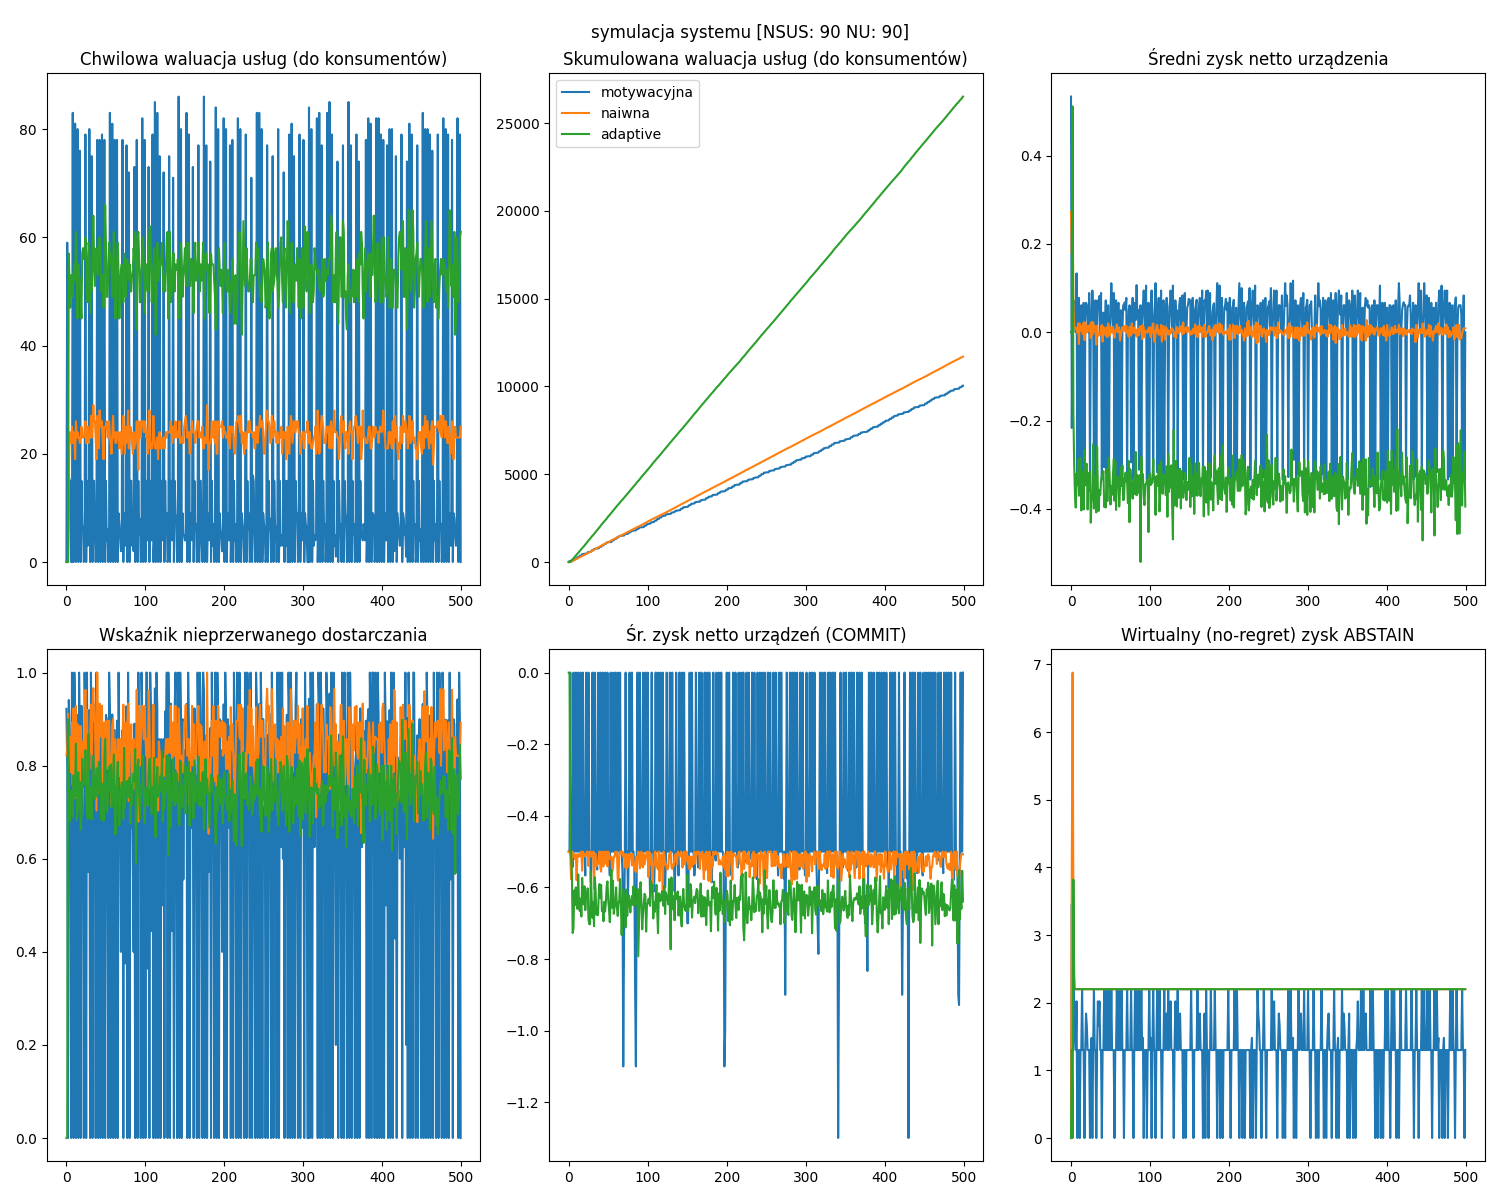 symulacja systemu [NSUS: 90 NU: 90]
Chwilowa waluacja usług (do konsumentów)
80
60
40
20
0
0 100 200 300 400 500
Skumulowana waluacja usług (do konsumentów)
motywacyjna
naiwna
adaptive
25000
20000
15000
10000
5000
0
0 100 200 300 400 500
Średni zysk netto urządzenia
0.4
0.2
0.0
−0.2
−0.4
0 100 200 300 400 500
Wskaźnik nieprzerwanego dostarczania
1.0
0.8
0.6
0.4
0.2
0.0
0 100 200 300 400 500
Śr. zysk netto urządzeń (COMMIT)
0.0
−0.2
−0.4
−0.6
−0.8
−1.0
−1.2
0 100 200 300 400 500
Wirtualny (no-regret) zysk ABSTAIN
7
6
5
4
3
2
1
0
0 100 200 300 400 500